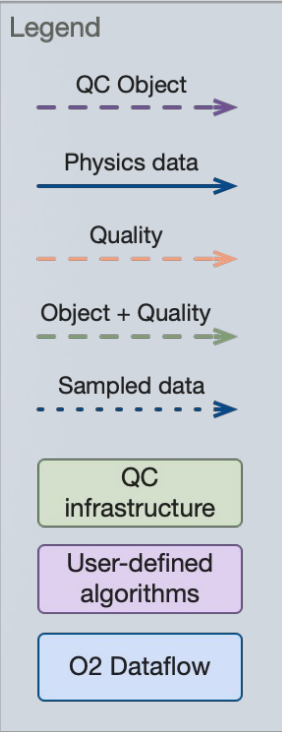 Legend
QC Object
Physics data
Quality
Object + Quality
Sampled data
QC
infrastructure
User-defined
algorithms
O2 Dataflow